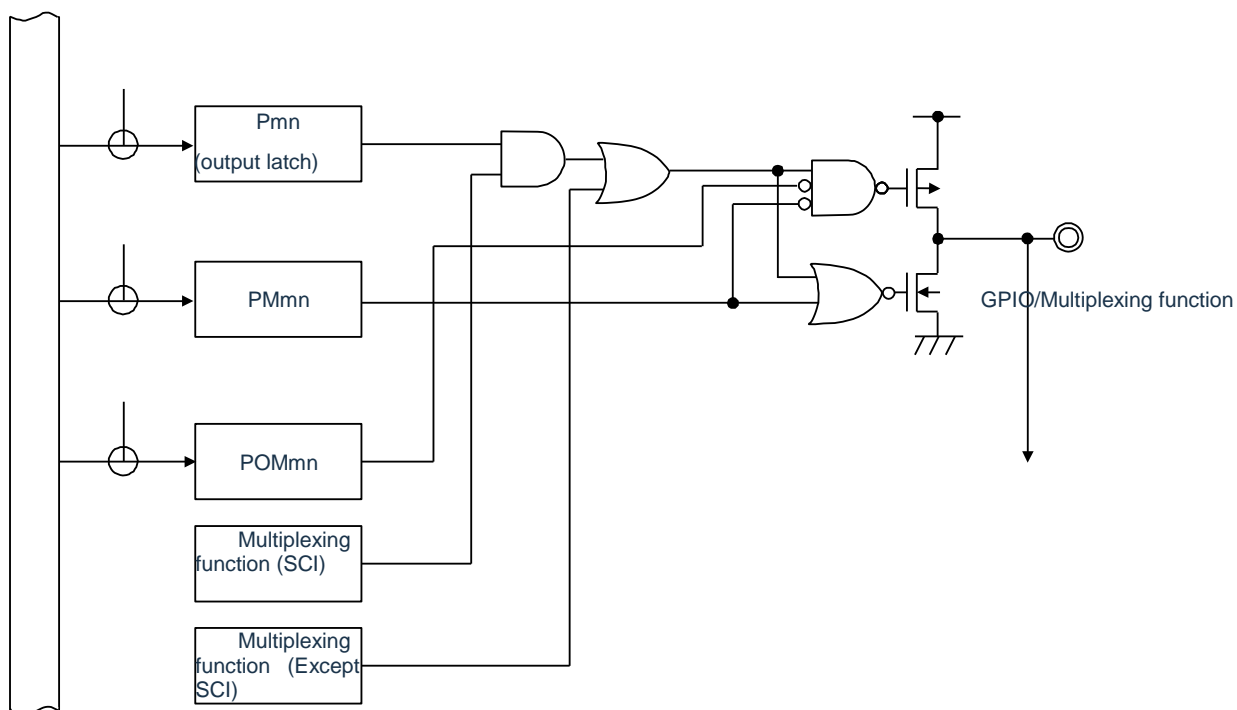 Pmn
(output latch)
PMmn
GPIO/Multiplexing function
POMmn
Multiplexing
function (SCI)
Multiplexing
function (Except
SCI)